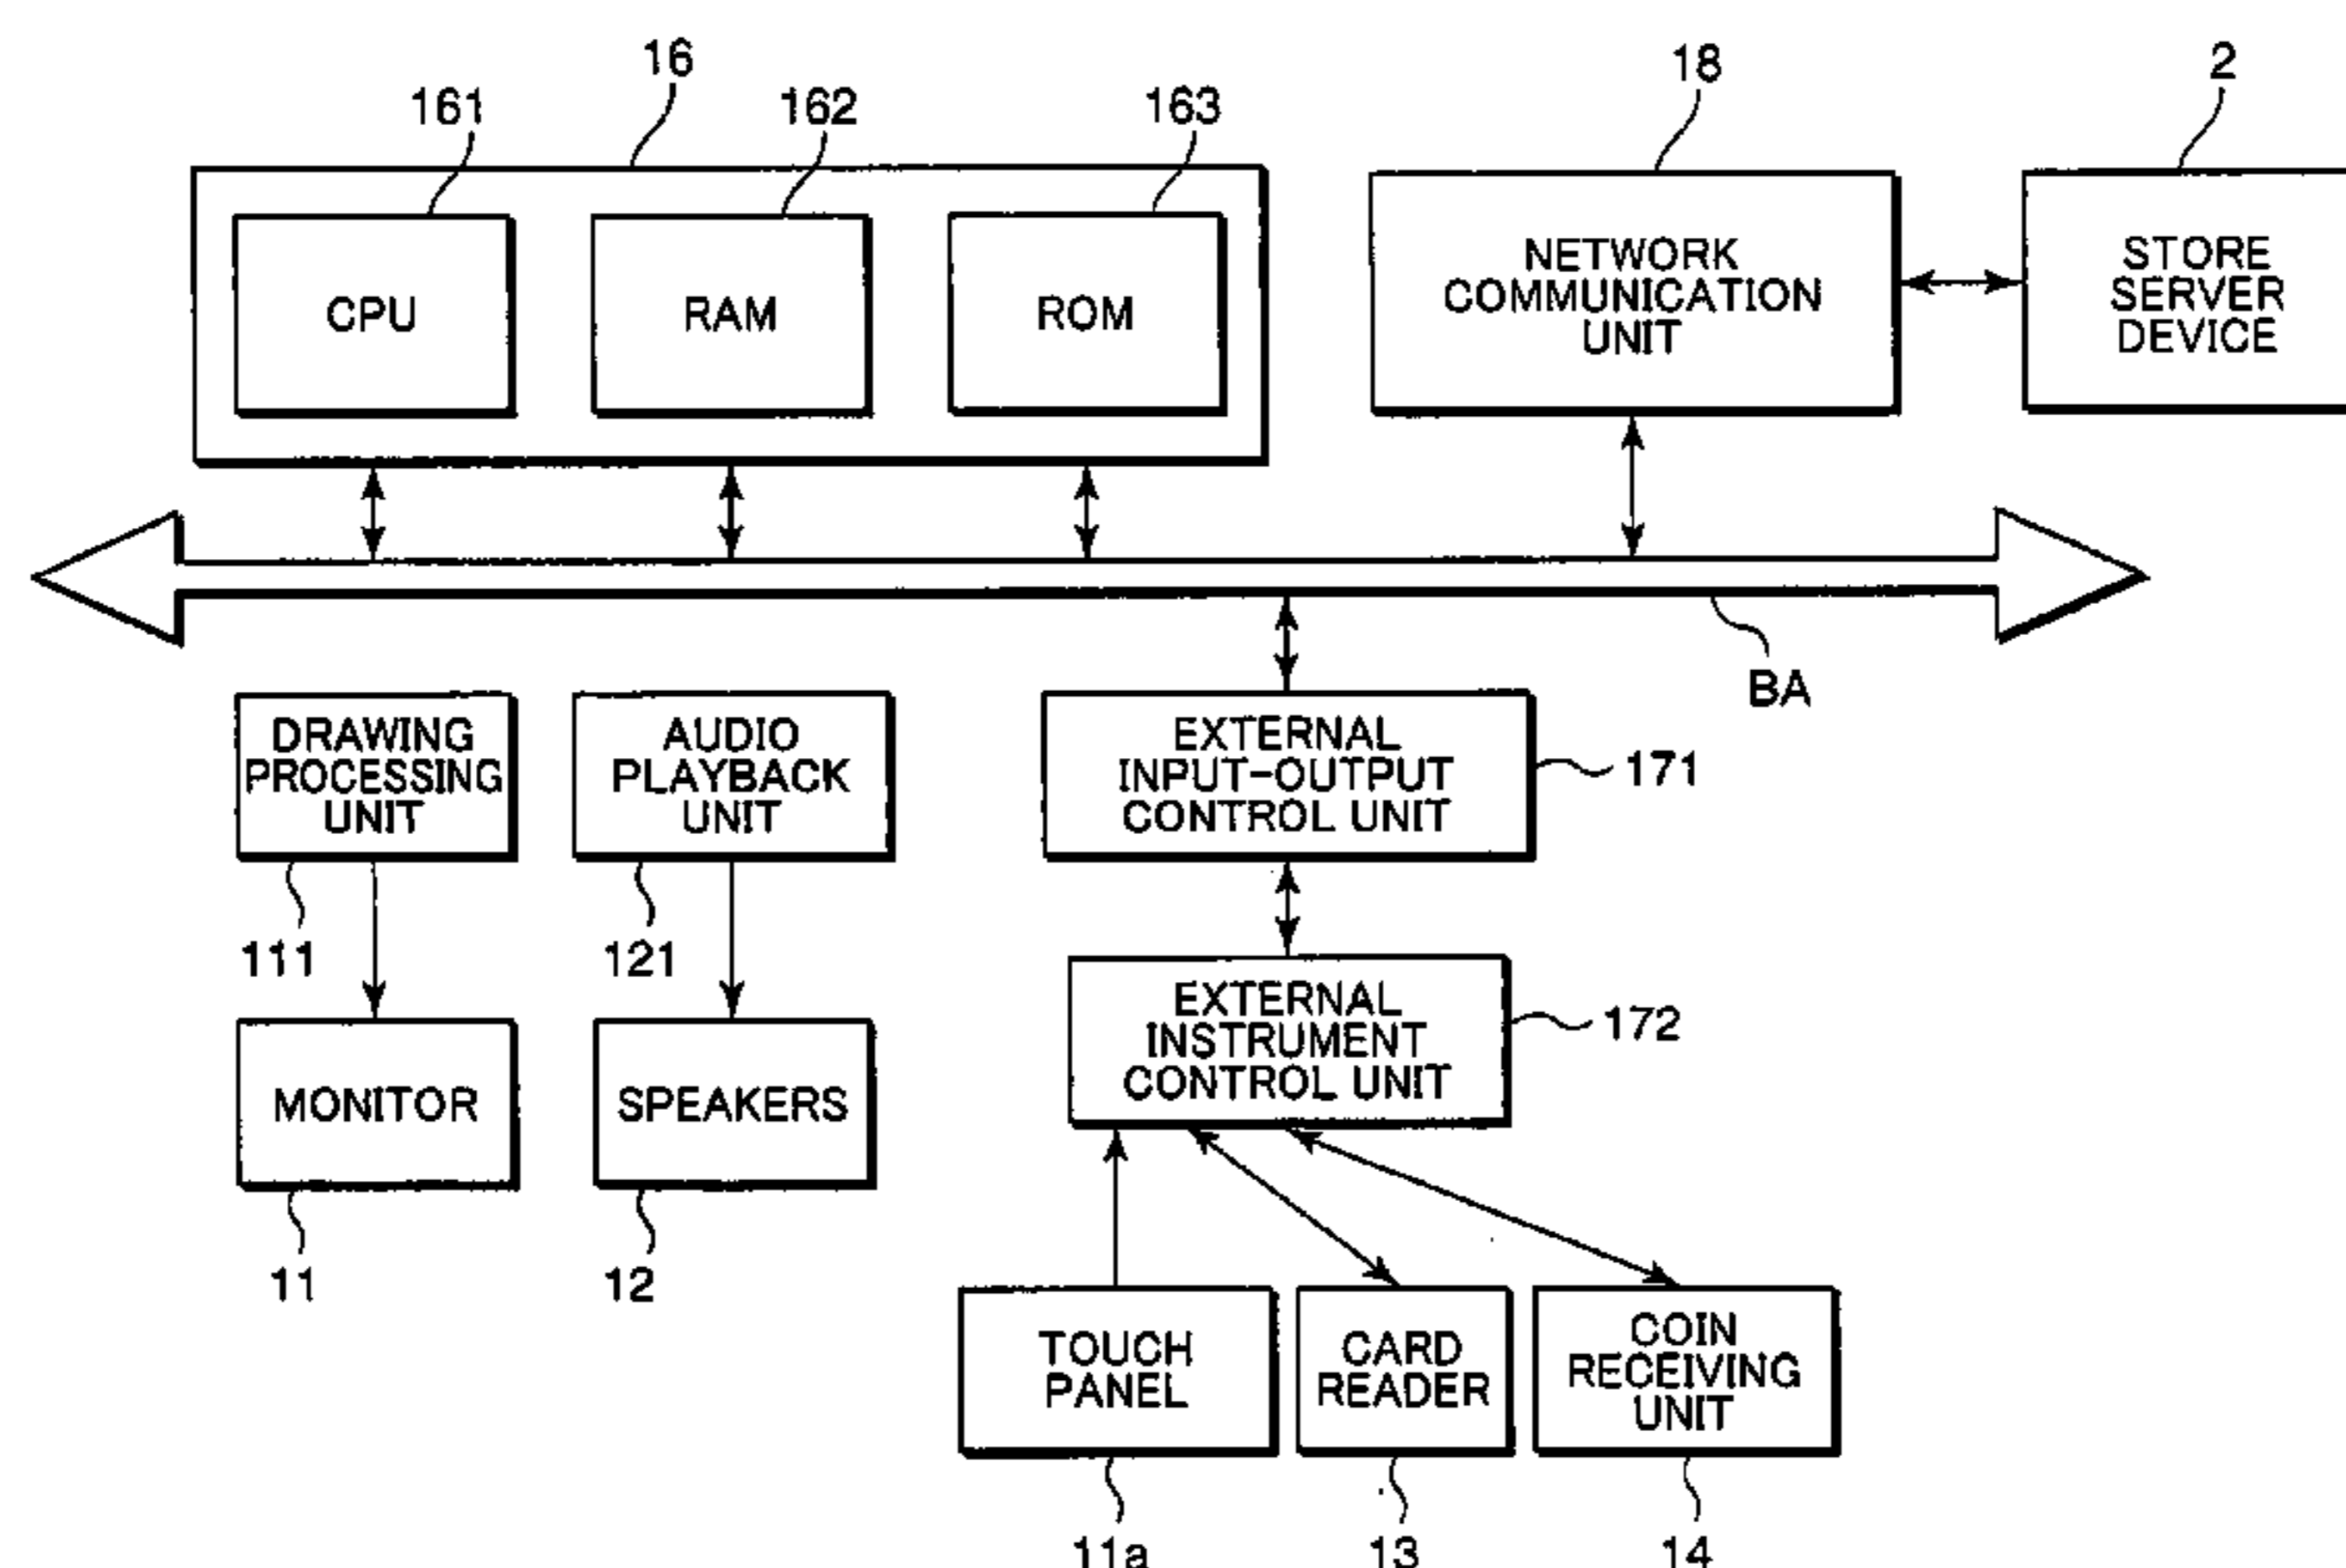 16
18
2
161
162
163
CPU
RAM
ROM
NETWORK
COMMUNICATION
UNIT
STORE
SERVER
DEVICE
BA
DRAWING
PROCESSING
UNIT
AUDIO
PLAYBACK
UNIT
EXTERNAL
INPUT-OUTPUT
CONTROL UNIT
171
111
121
EXTERNAL
INSTRUMENT
CONTROL UNIT
172
MONITOR
SPEAKERS
11
12
TOUCH
PANEL
CARD
READER
COIN
RECEIVING
UNIT
11a
13
14